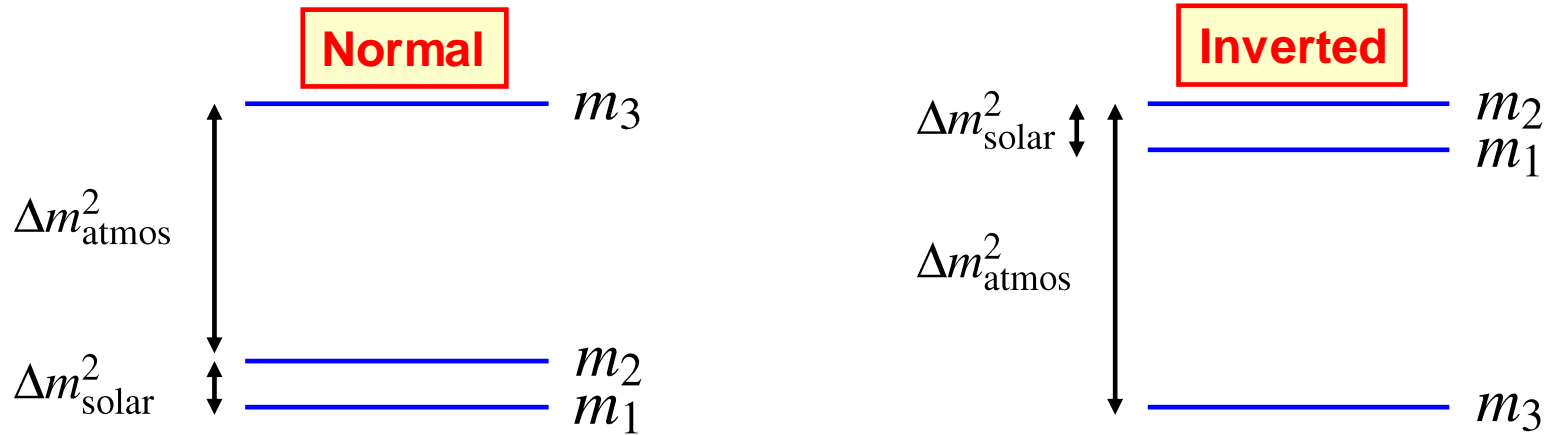 Normal
m3
Δm²atmos
m2
Δm²solar
m1
Inverted
m2
Δm²solar
m1
Δm²atmos
m3